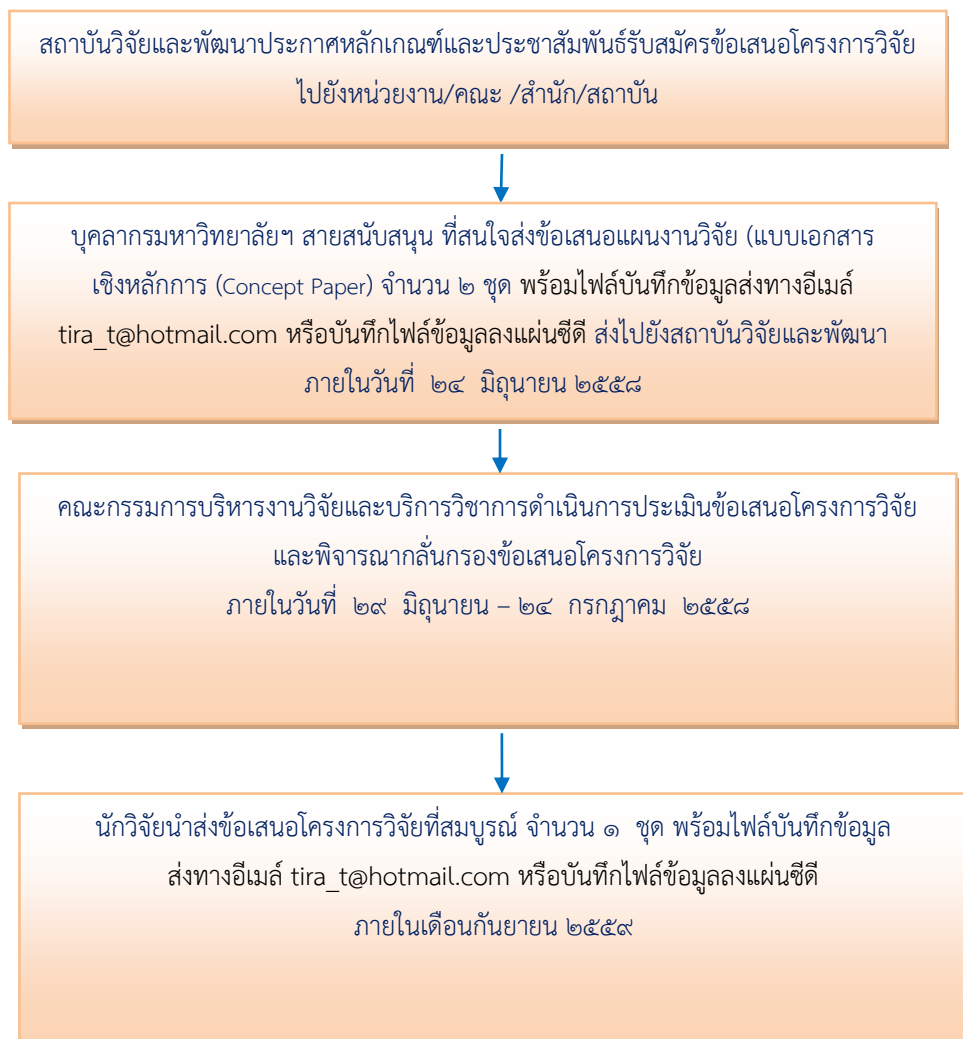 สถาบันวิจัยและพัฒนาประกาศหลักเกณฑ์และประชาสัมพันธ์รับสมัครข้อเสนอโครงการวิจัย
ไปยังหน่วยงาน/คณะ /สำนัก/สถาบัน
บุคลากรมหาวิทยาลัยฯ สายสนับสนุน ที่สนใจส่งข้อเสนอแผนงานวิจัย (แบบเอกสาร
เชิงหลักการ (Concept Paper) จำนวน ๒ ชุด พร้อมไฟล์บันทึกข้อมูลส่งทางอีเมล์
tira_t@hotmail.com หรือบันทึกไฟล์ข้อมูลลงแผ่นซีดี ส่งไปยังสถาบันวิจัยและพัฒนา
ภายในวันที่ ๒๔ มิถุนายน ๒๕๕๘
คณะกรรมการบริหารงานวิจัยและบริการวิชาการดำเนินการประเมินข้อเสนอโครงการวิจัย
และพิจารณากลั่นกรองข้อเสนอโครงการวิจัย
ภายในวันที่ ๒๙ มิถุนายน – ๒๔ กรกฎาคม ๒๕๕๘
นักวิจัยนำส่งข้อเสนอโครงการวิจัยที่สมบูรณ์ จำนวน ๑ ชุด พร้อมไฟล์บันทึกข้อมูล
ส่งทางอีเมล์ tira_t@hotmail.com หรือบันทึกไฟล์ข้อมูลลงแผ่นซีดี
ภายในเดือนกันยายน ๒๕๕๙